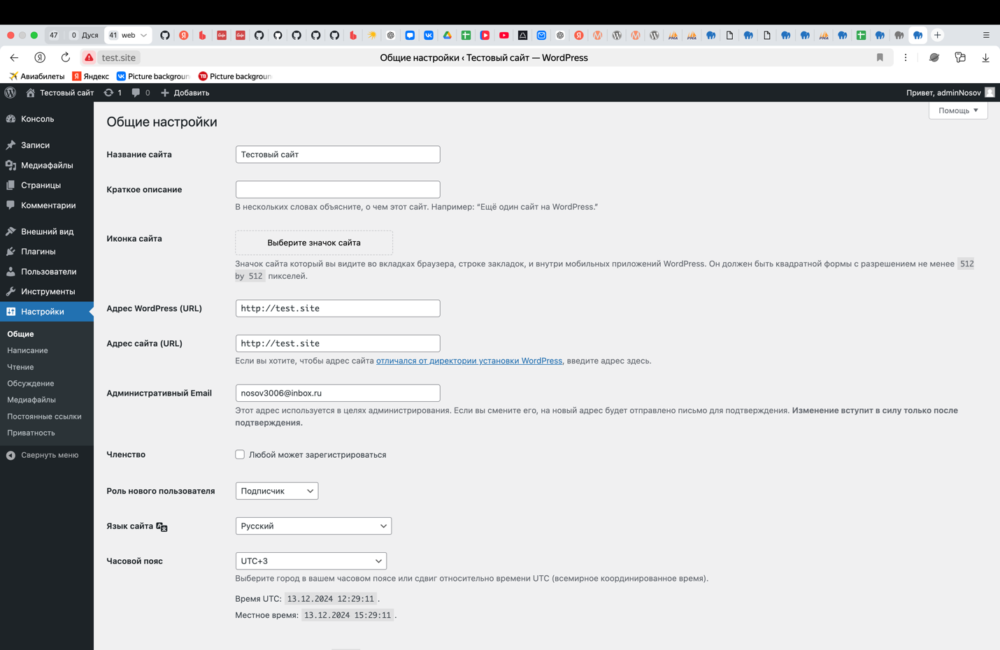 47
0 Дуся
41 web
test.site
Общие настройки ‹ Тестовый сайт — WordPress
Авиабилеты
Яндекс
Picture backgroun
Picture backgroun
Тестовый сайт
1
0
Добавить
Привет, adminNosov
Консоль
Записи
Медиафайлы
Страницы
Комментарии
Внешний вид
Плагины
Пользователи
Инструменты
Настройки
Общие
Написание
Чтение
Обсуждение
Медиафайлы
Постоянные ссылки
Приватность
Свернуть меню
Помощь
Общие настройки
Название сайта
Тестовый сайт
Краткое описание
В нескольких словах объясните, о чем этот сайт. Например: “Ещё один сайт на WordPress.”
Иконка сайта
Выберите значок сайта
Значок сайта который вы видите во вкладках браузера, строке закладок, и внутри мобильных приложений WordPress. Он должен быть квадратной формы с разрешением не менее 512
by 512 пикселей.
Адрес WordPress (URL)
http://test.site
Адрес сайта (URL)
http://test.site
Если вы хотите, чтобы адрес сайта отличался от директории установки WordPress, введите адрес здесь.
Административный Email
nosov3006@inbox.ru
Этот адрес используется в целях администрирования. Если вы смените его, на новый адрес будет отправлено письмо для подтверждения. Изменение вступит в силу только после
подтверждения.
Членство
Любой может зарегистрироваться
Роль нового пользователя
Подписчик
Язык сайта
Русский
Часовой пояс
UTC+3
Выберите город в вашем часовом поясе или сдвиг относительно времени UTC (всемирное координированное время).
Время UTC: 13.12.2024 12:29:11 .
Местное время: 13.12.2024 15:29:11 .